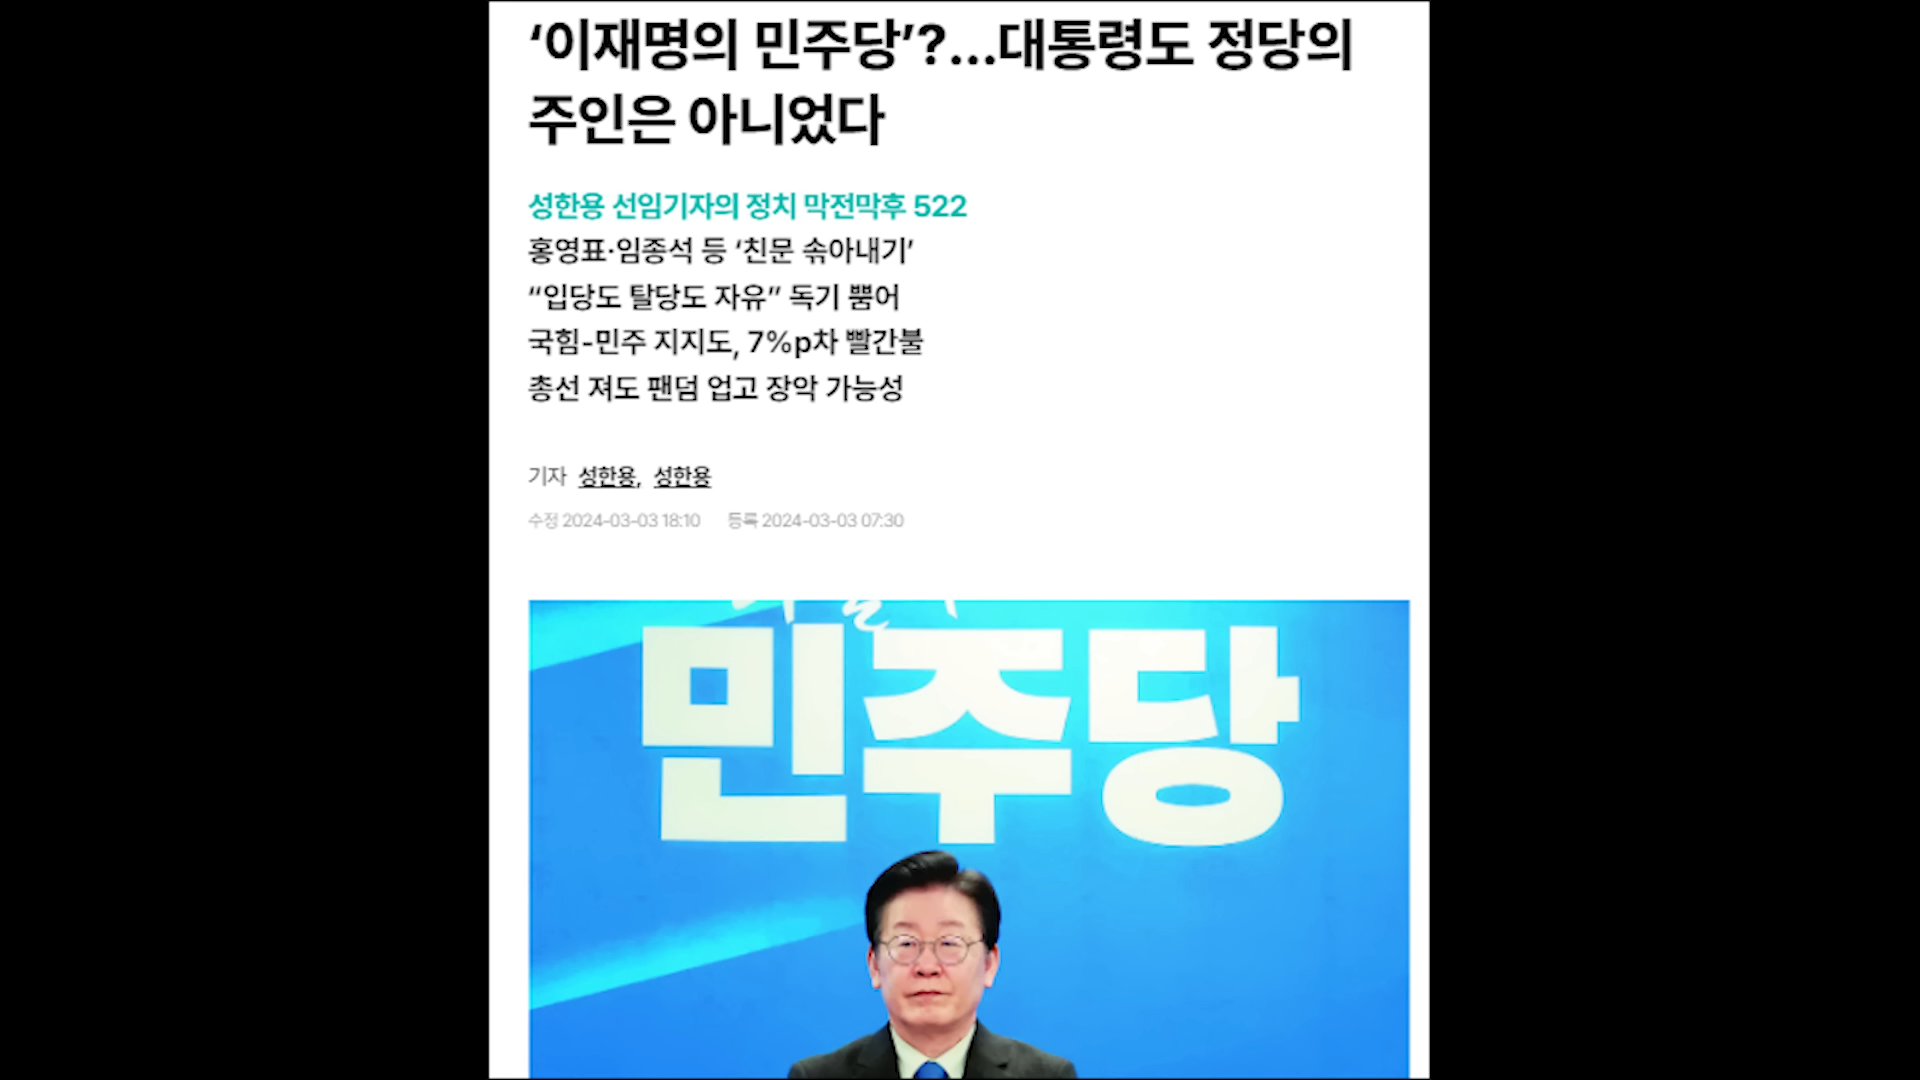 ‘이재명의 민주당’?…대통령도 정당의
주인은 아니었다
성한용 선임기자의 정치 막전막후 522
홍영표·임종석 등 ‘친문 솎아내기’
“입당도 탈당도 자유” 독기 뿜어
국힘-민주 지지도, 7%p차 빨간불
총선 져도 팬덤 업고 장악 가능성
기자 성한용, 성한용
수정 2024-03-03 18:10 등록 2024-03-03 07:30
민주당